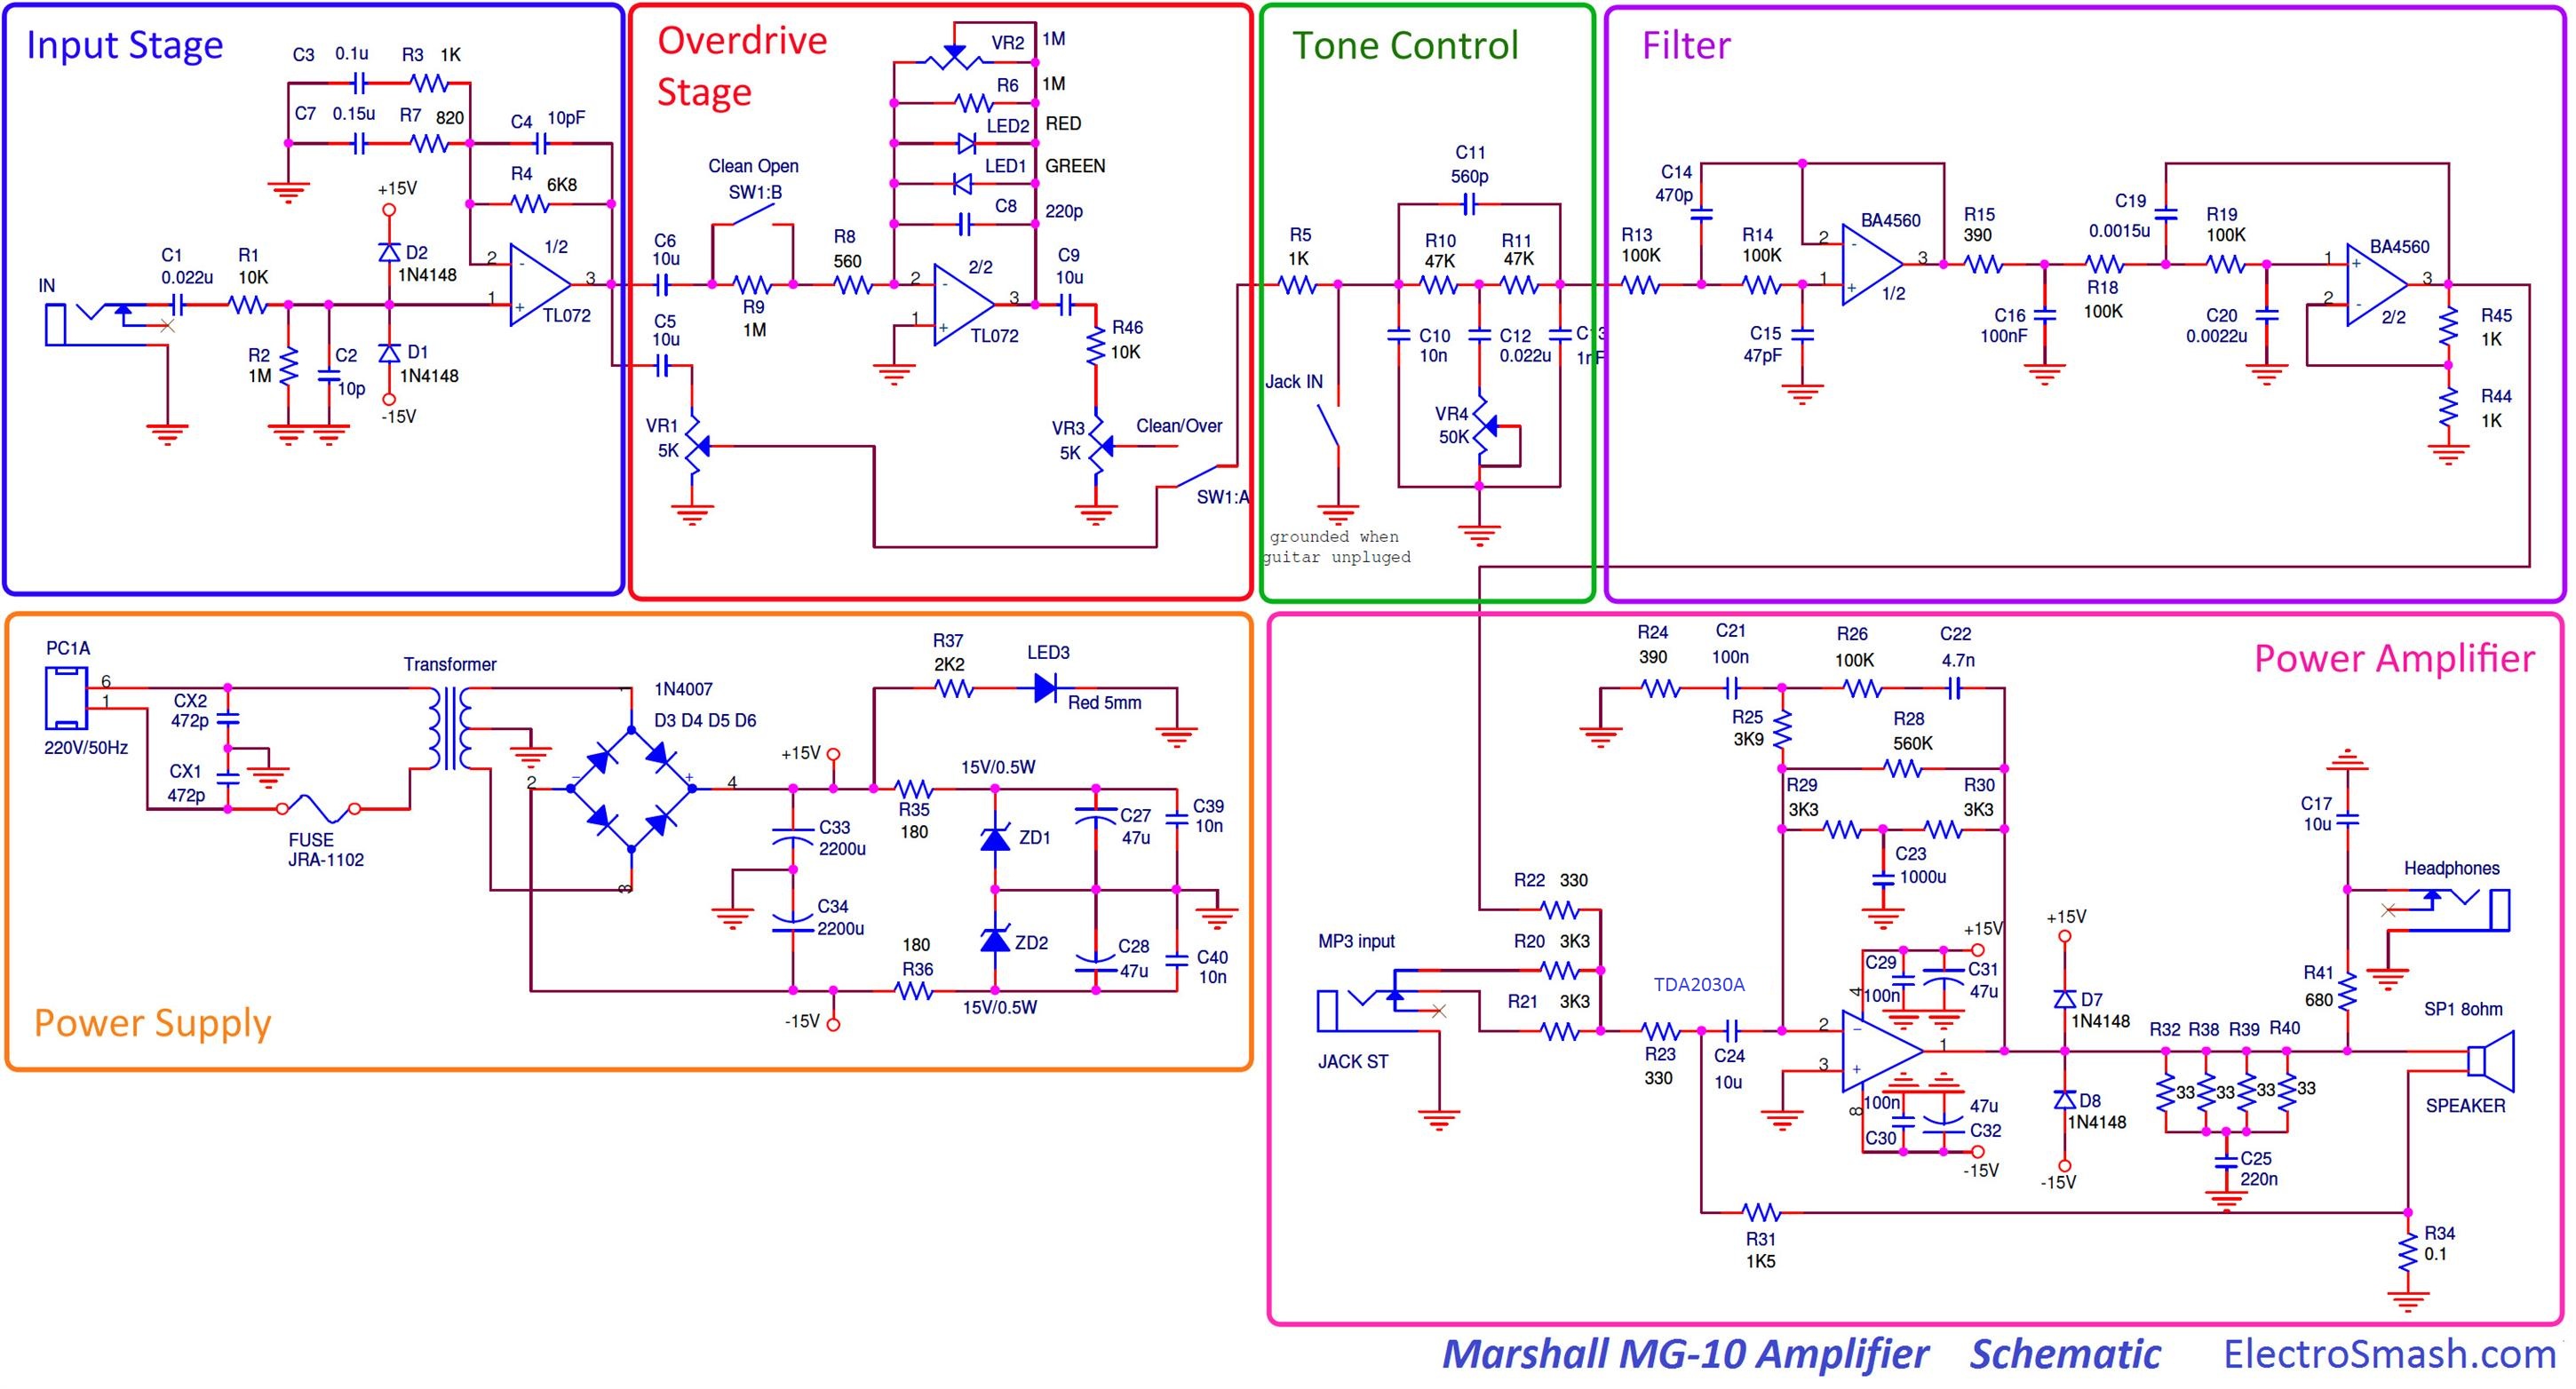 Input Stage
C3 0.1u R3 1K
C7 0.15u R7 820
C4 10pF
R4 6K8
+15V
D2
1N4148
1/2
2
-
3
1
+
TL072
IN
C1
0.022u
R1
10K
R2
1M
C2
10p
D1
1N4148
-15V
Overdrive
Stage
VR2 1M
R6 1M
LED2 RED
LED1 GREEN
C8 220p
Clean Open
SW1:B
C6
10u
R9
1M
R8
560
2
-
2/2
3
1
+
TL072
C9
10u
R46
10K
C5
10u
VR1
5K
VR3
5K
Clean/Over
SW1:A
Tone Control
C11
560p
R5
1K
R10
47K
R11
47K
C10
10n
C12
0.022u
C13
1nF
Jack IN
VR4
50K
grounded when
guitar unpluged
Filter
C14
470p
R13
100K
R14
100K
C15
47pF
2
-
BA4560
3
1
+
1/2
R15
390
C16
100nF
C19
0.0015u
R18
100K
R19
100K
C20
0.0022u
1
+
BA4560
3
2
-
2/2
R45
1K
R44
1K
PC1A
6
1
220V/50Hz
CX2
472p
CX1
472p
FUSE
JRA-1102
Transformer
1N4007
D3 D4 D5 D6
1
2
-
+
4
3
R37
2K2
LED3
Red 5mm
+15V
R35
180
15V/0.5W
ZD1
C33
2200u
C34
2200u
C27
47u
C39
10n
ZD2
C28
47u
C40
10n
180
R36
15V/0.5W
-15V
Power Supply
Power Amplifier
R24
390
C21
100n
R26
100K
C22
4.7n
R25
3K9
R28
560K
R29
3K3
R30
3K3
C23
1000u
C17
10u
Headphones
R22 330
R20 3K3
R21 3K3
MP3 input
JACK ST
R23
330
C24
10u
TDA2030A
+15V
C29
100n
C31
47u
4
2
-
1
3
+
8
100n
C30
47u
C32
-15V
+15V
D7
1N4148
D8
1N4148
-15V
R32 R38 R39 R40
33 33 33 33
C25
220n
R41
680
SP1 8ohm
SPEAKER
R31
1K5
R34
0.1
Marshall MG-10 Amplifier Schematic ElectroSmash.com